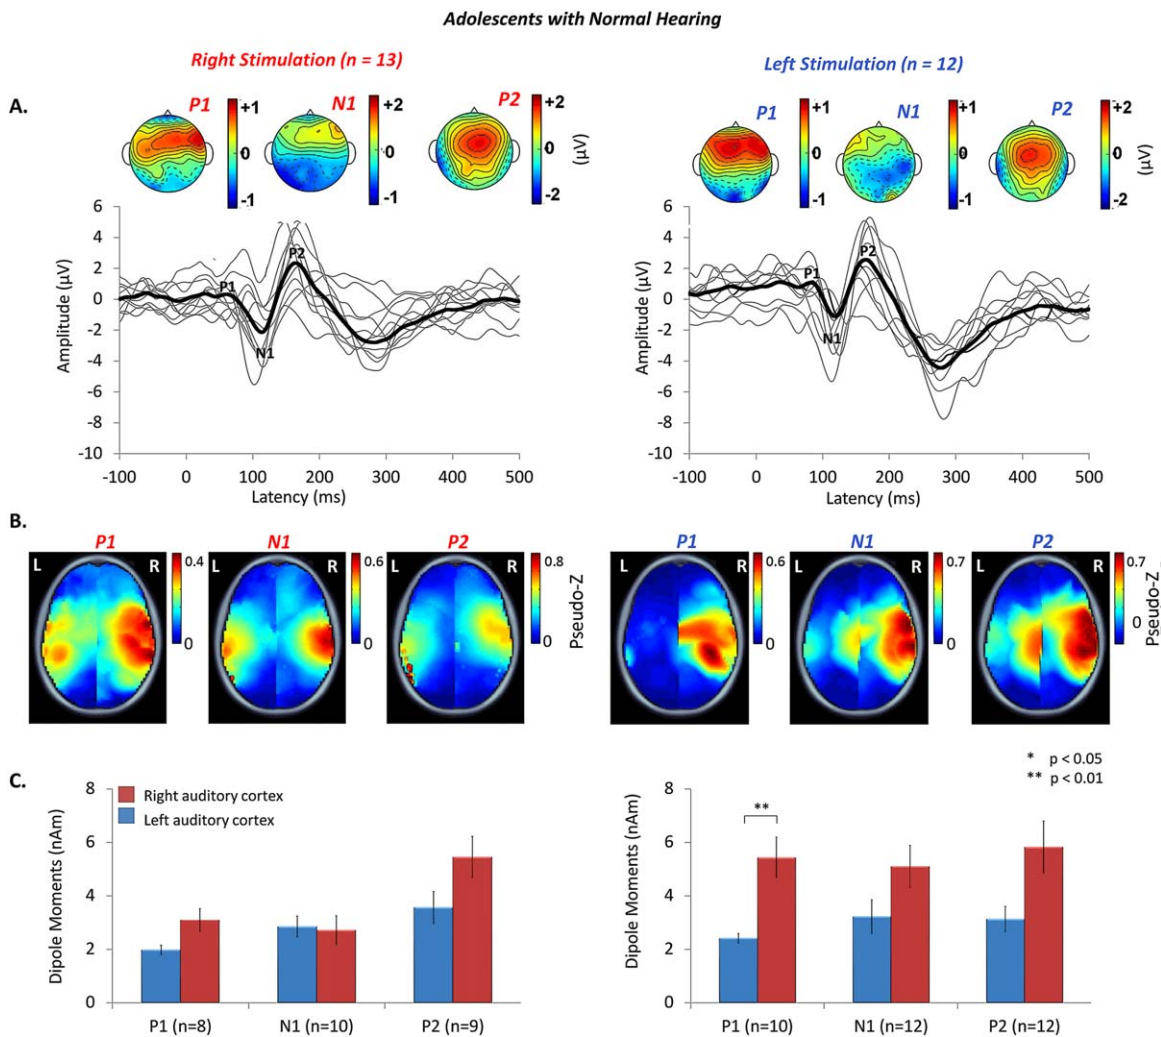 Adolescents with Normal Hearing
Right Stimulation (n = 13)
Left Stimulation (n = 12)
A.
P1
+1
0
-1
N1
+2
0
-1
P2
+2
0
-2
(µV)
P1
+1
0
-1
N1
+2
0
-1
P2
+2
0
-2
(µV)
6
4
2
0
-2
-4
-6
-8
-10
Amplitude (µV)
P1
N1
P2
-100
0
100
200
300
400
500
Latency (ms)
6
4
2
0
-2
-4
-6
-8
-10
Amplitude (µV)
P1
N1
P2
-100
0
100
200
300
400
500
Latency (ms)
B.
P1
L
R
0.4
0
N1
L
R
0.6
0
P2
L
R
0.8
0
Pseudo-Z
P1
L
R
0.6
0
N1
L
R
0.7
0
P2
L
R
0.7
0
Pseudo-Z
* p < 0.05
** p < 0.01
C.
8
6
4
2
0
Dipole Moments (nAm)
Right auditory cortex
Left auditory cortex
P1 (n=8)
N1 (n=10)
P2 (n=9)
8
6
4
2
0
Dipole Moments (nAm)
**
P1 (n=10)
N1 (n=12)
P2 (n=12)